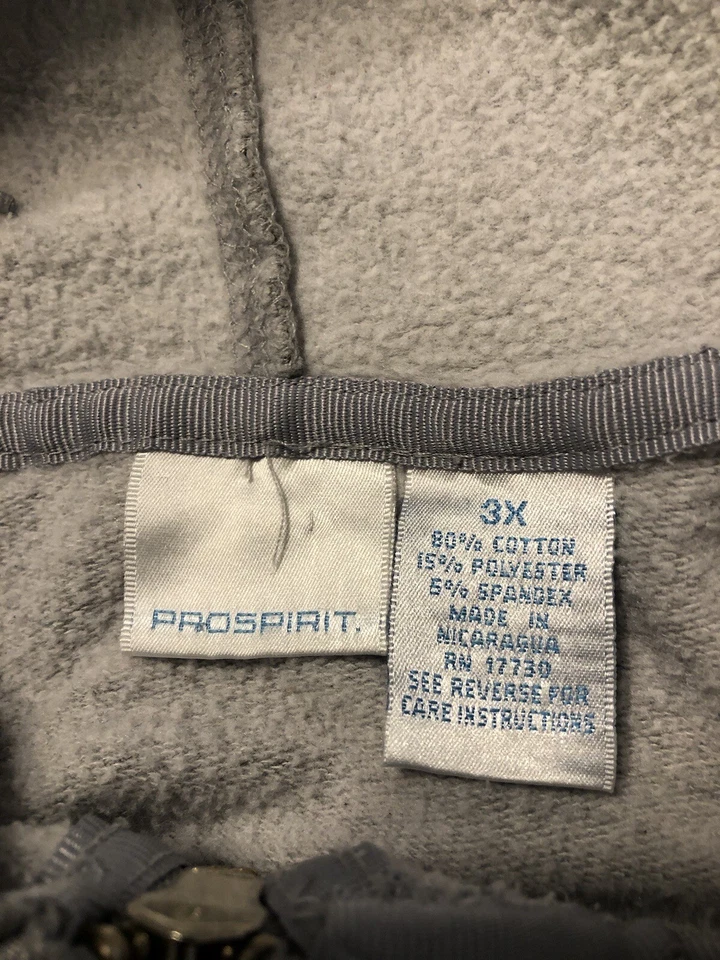 PROSPIRIT.
3X
80% COTTON
15% POLYESTER
5% SPANDEX
MADE IN
NICARAGUA
RN 17730
SEE REVERSE FOR
CARE INSTRUCTIONS